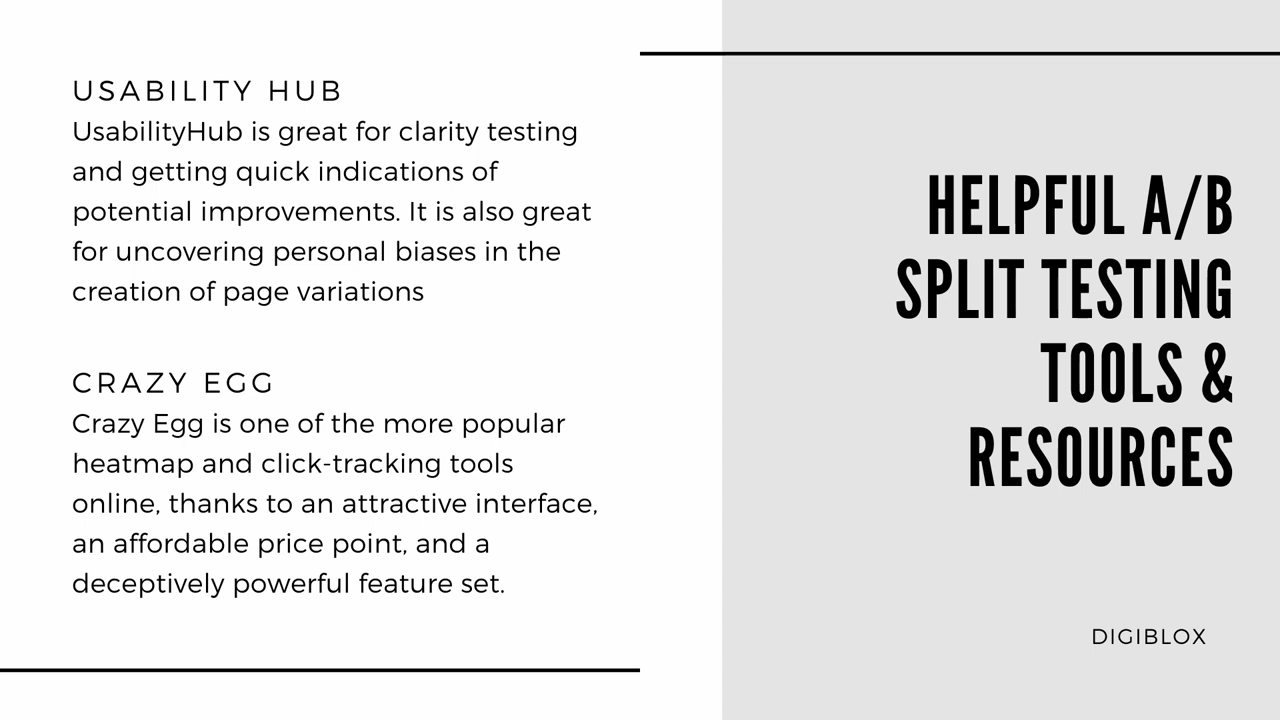 USABILITY HUB
UsabilityHub is great for clarity testing
and getting quick indications of
potential improvements. It is also great
for uncovering personal biases in the
creation of page variations
CRAZY EGG
Crazy Egg is one of the more popular
heatmap and click-tracking tools
online, thanks to an attractive interface,
an affordable price point, and a
deceptively powerful feature set.
HELPFUL A/B
SPLIT TESTING
TOOLS &
RESOURCES
DIGIBLOX